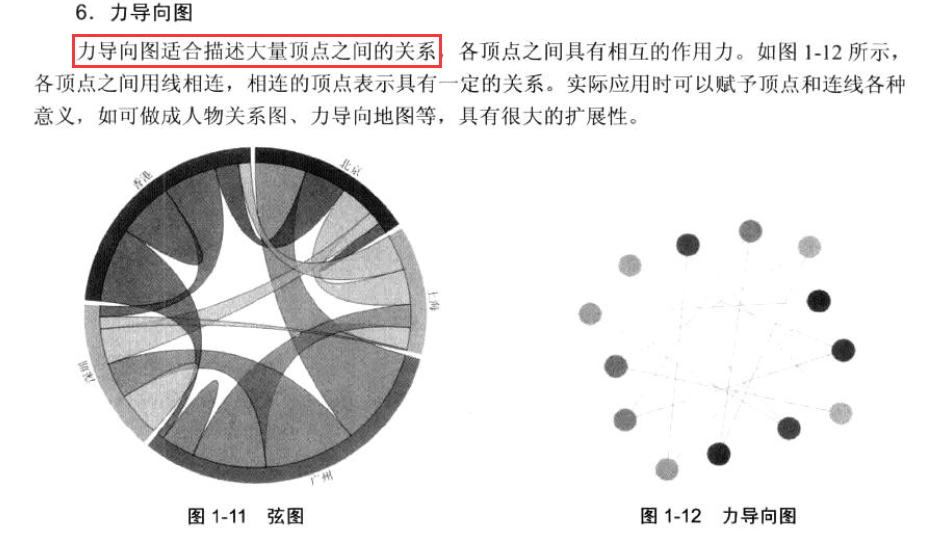 6．力导向图
力导向图适合描述大量顶点之间的关系，各顶点之间具有相互的作用力。如图 1-12 所示，
各顶点之间用线相连，相连的顶点表示具有一定的关系。实际应用时可以赋予顶点和连线各种
意义，如可做成人物关系图、力导向地图等，具有很大的扩展性。
香港
北京
上海
深圳
广州
图 1-11 弦图
图 1-12 力导向图